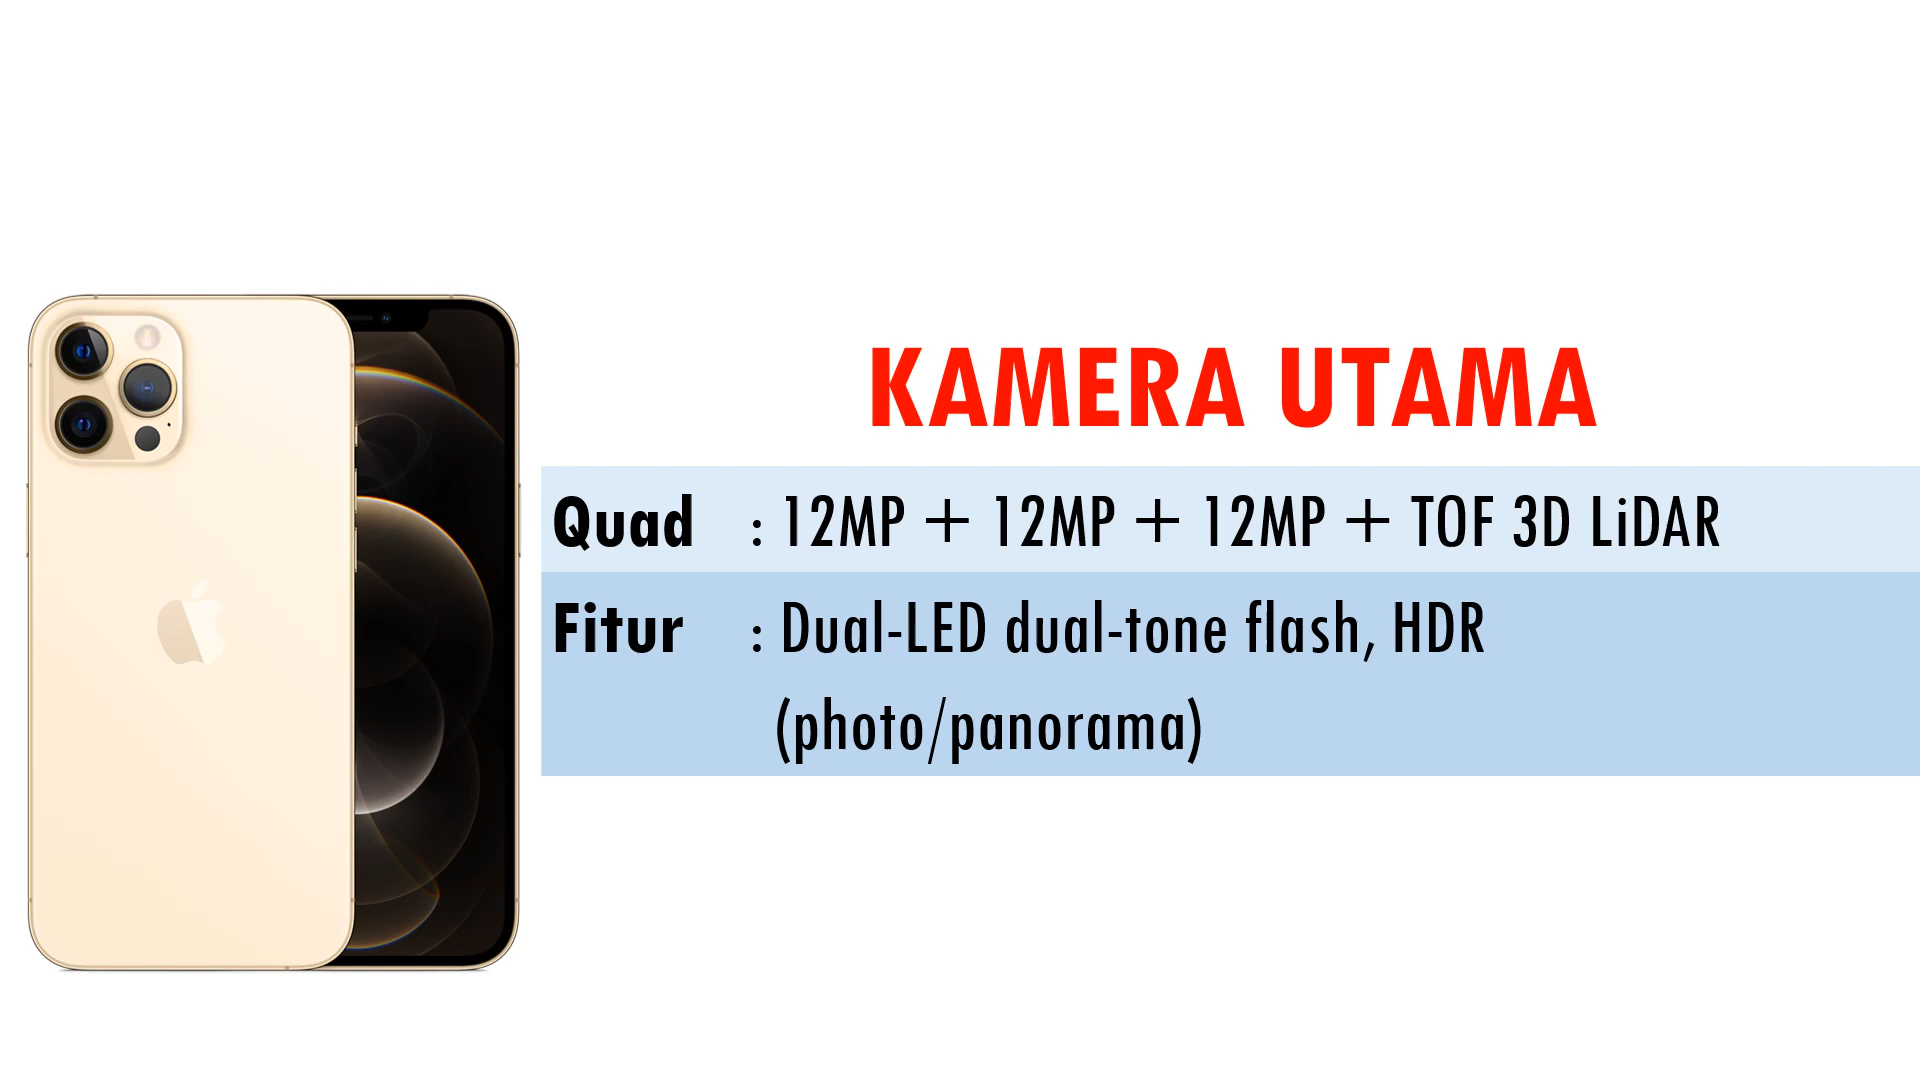 KAMERA UTAMA
Quad : 12MP + 12MP + 12MP + TOF 3D LiDAR
Fitur : Dual-LED dual-tone flash, HDR
(photo/panorama)